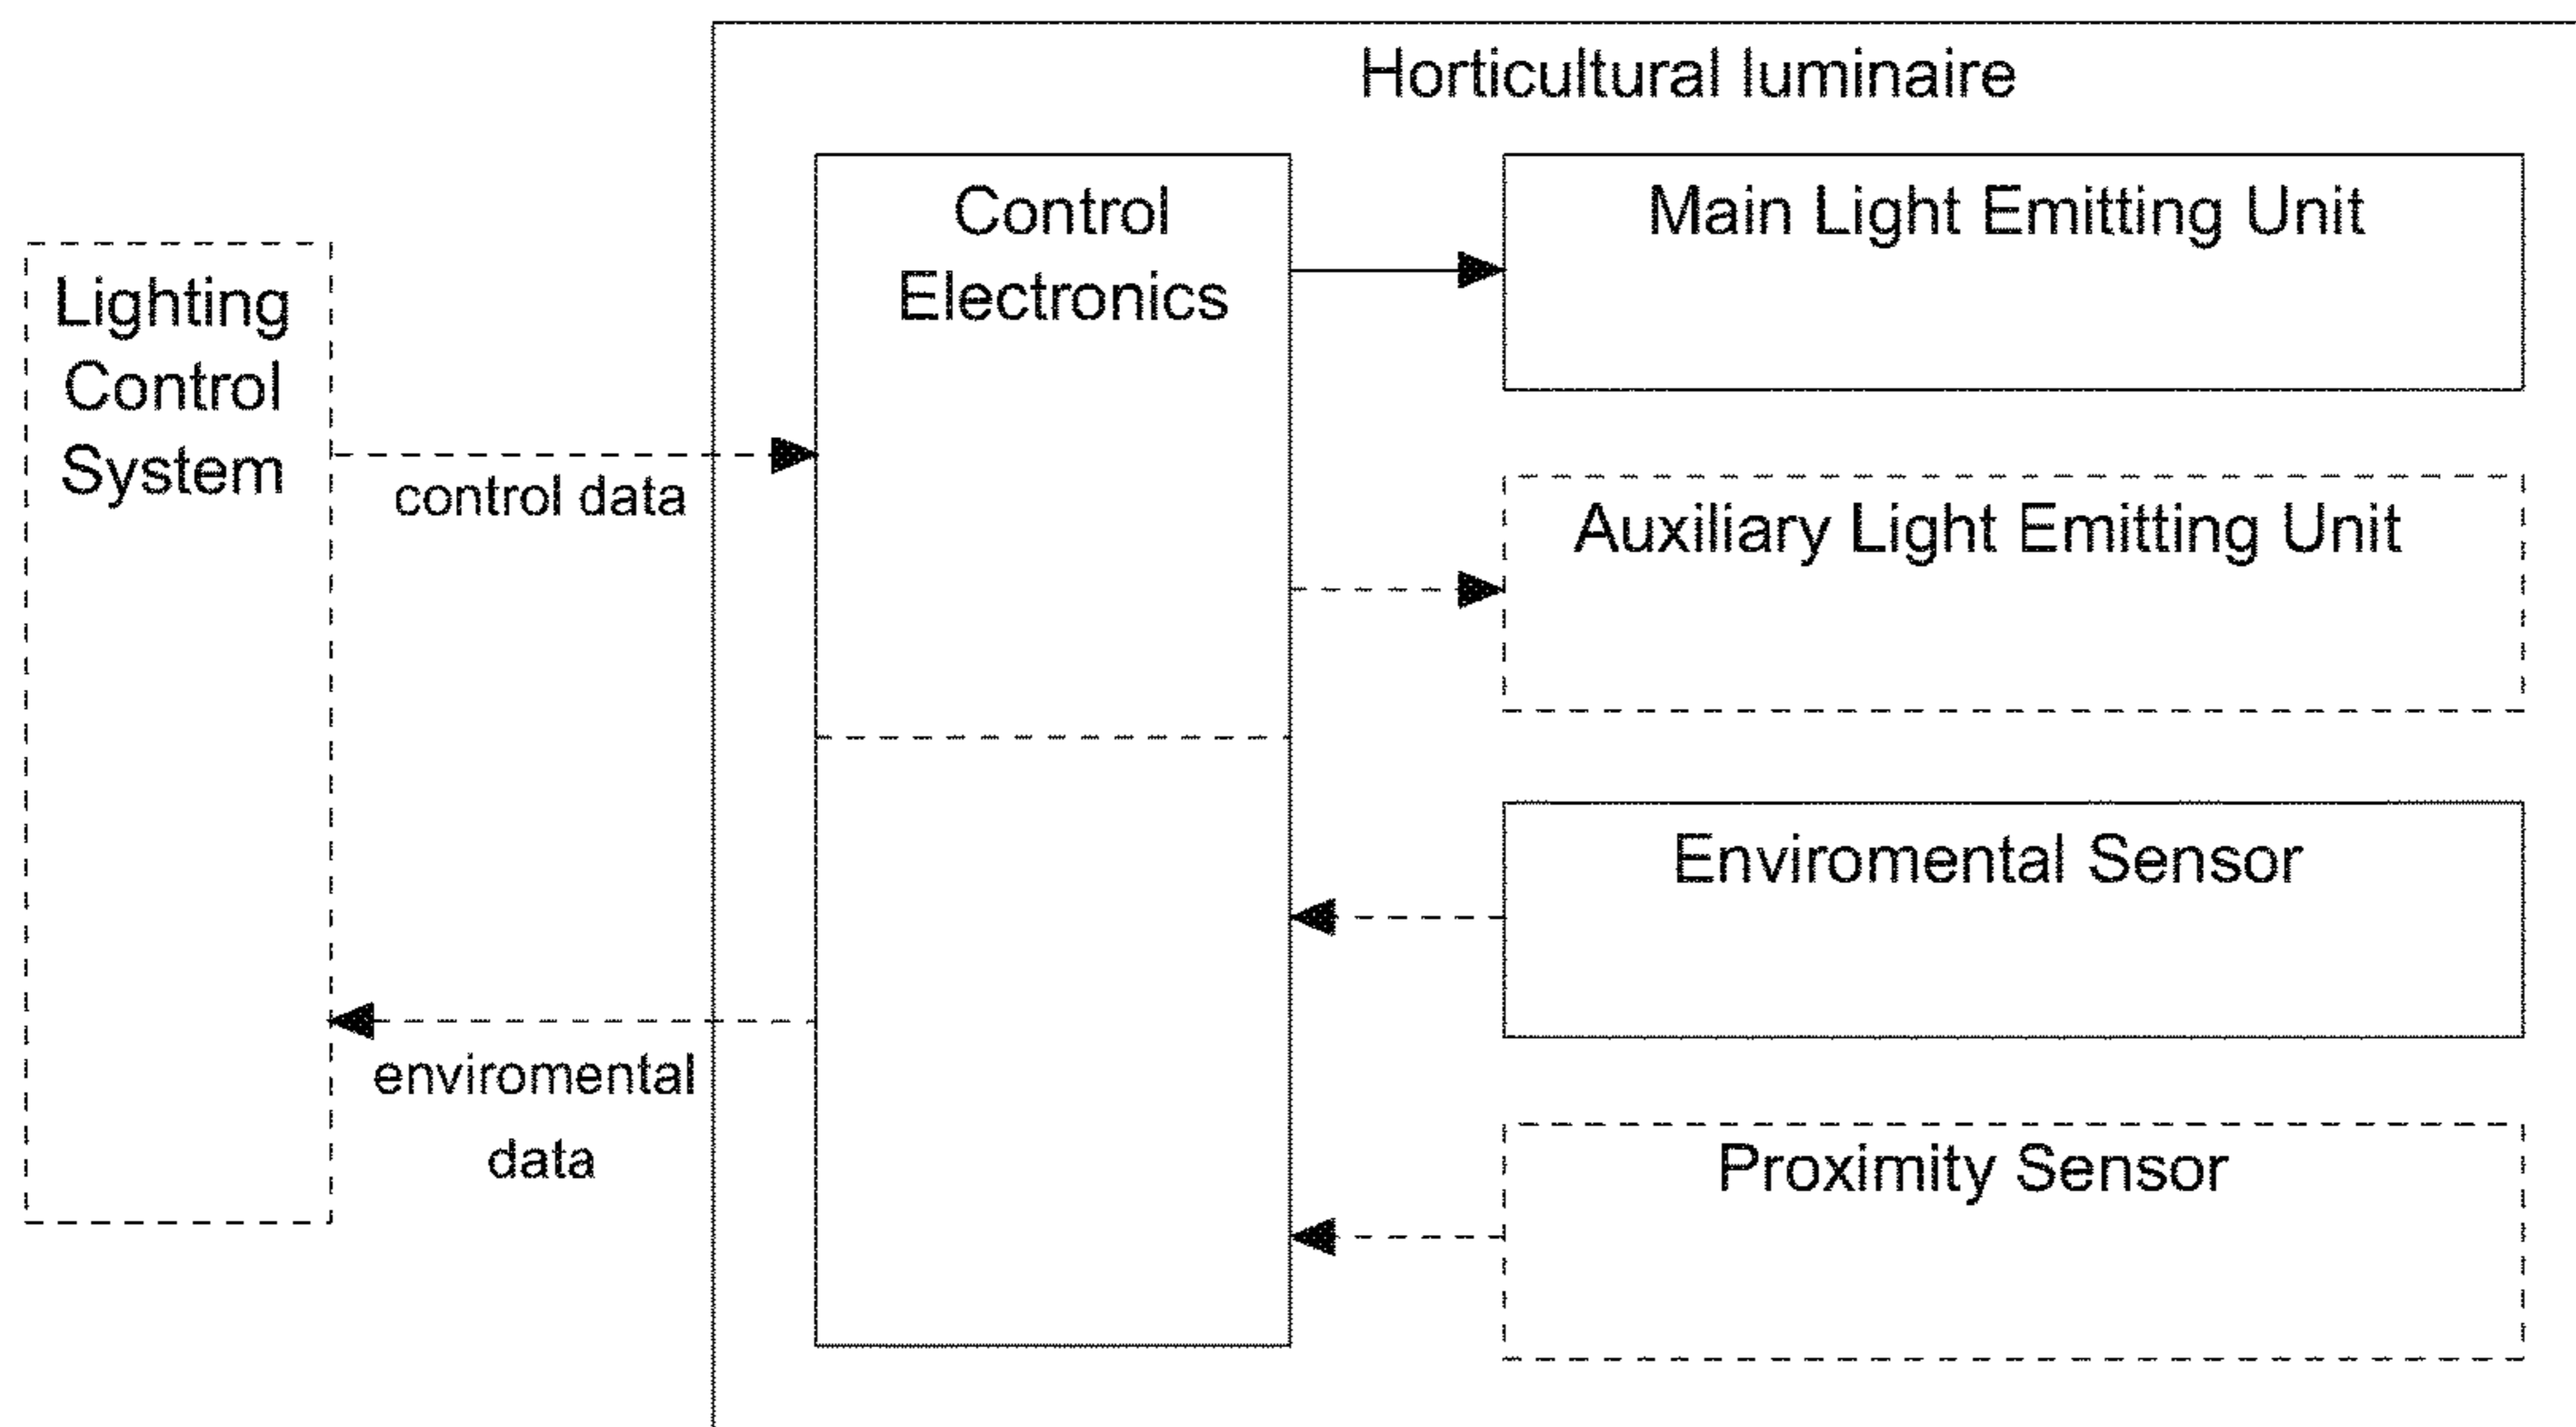 Horticultural luminaire
Lighting
Control
System
control data
enviromental
data
Control
Electronics
Main Light Emitting Unit
Auxiliary Light Emitting Unit
Enviromental Sensor
Proximity Sensor